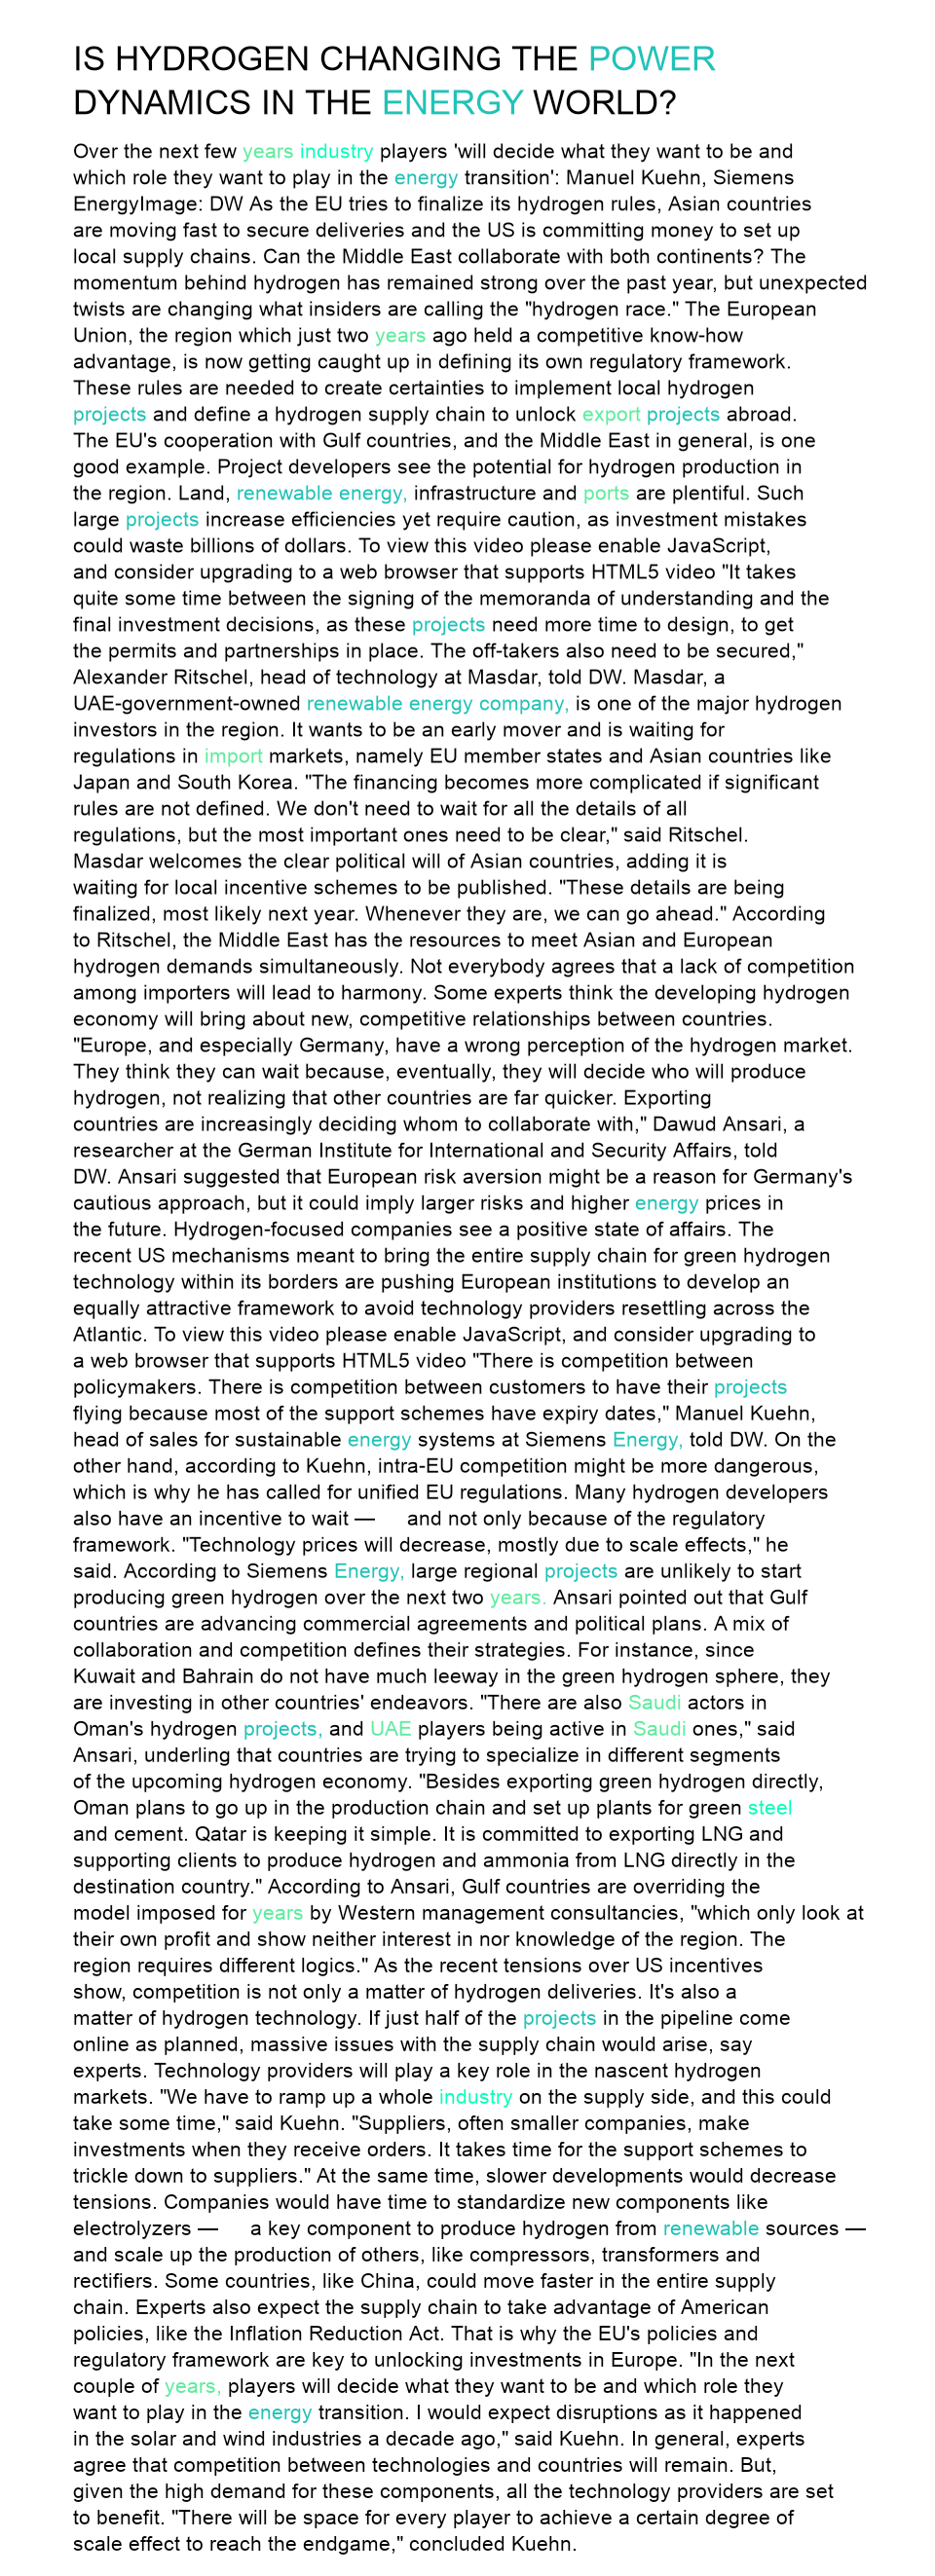 IS HYDROGEN CHANGING THE POWER
DYNAMICS IN THE ENERGY WORLD?
Over the next few years industry players 'will decide what they want to be and
which role they want to play in the energy transition': Manuel Kuehn, Siemens
EnergyImage: DW As the EU tries to finalize its hydrogen rules, Asian countries
are moving fast to secure deliveries and the US is committing money to set up
local supply chains. Can the Middle East collaborate with both continents? The
momentum behind hydrogen has remained strong over the past year, but unexpected
twists are changing what insiders are calling the "hydrogen race." The European
Union, the region which just two years ago held a competitive know-how
advantage, is now getting caught up in defining its own regulatory framework.
These rules are needed to create certainties to implement local hydrogen
projects and define a hydrogen supply chain to unlock export projects abroad.
The EU's cooperation with Gulf countries, and the Middle East in general, is one
good example. Project developers see the potential for hydrogen production in
the region. Land, renewable energy, infrastructure and ports are plentiful. Such
large projects increase efficiencies yet require caution, as investment mistakes
could waste billions of dollars. To view this video please enable JavaScript,
and consider upgrading to a web browser that supports HTML5 video "It takes
quite some time between the signing of the memoranda of understanding and the
final investment decisions, as these projects need more time to design, to get
the permits and partnerships in place. The off-takers also need to be secured,"
Alexander Ritschel, head of technology at Masdar, told DW. Masdar, a
UAE-government-owned renewable energy company, is one of the major hydrogen
investors in the region. It wants to be an early mover and is waiting for
regulations in import markets, namely EU member states and Asian countries like
Japan and South Korea. "The financing becomes more complicated if significant
rules are not defined. We don't need to wait for all the details of all
regulations, but the most important ones need to be clear," said Ritschel.
Masdar welcomes the clear political will of Asian countries, adding it is
waiting for local incentive schemes to be published. "These details are being
finalized, most likely next year. Whenever they are, we can go ahead." According
to Ritschel, the Middle East has the resources to meet Asian and European
hydrogen demands simultaneously. Not everybody agrees that a lack of competition
among importers will lead to harmony. Some experts think the developing hydrogen
economy will bring about new, competitive relationships between countries.
"Europe, and especially Germany, have a wrong perception of the hydrogen market.
They think they can wait because, eventually, they will decide who will produce
hydrogen, not realizing that other countries are far quicker. Exporting
countries are increasingly deciding whom to collaborate with," Dawud Ansari, a
researcher at the German Institute for International and Security Affairs, told
DW. Ansari suggested that European risk aversion might be a reason for Germany's
cautious approach, but it could imply larger risks and higher energy prices in
the future. Hydrogen-focused companies see a positive state of affairs. The
recent US mechanisms meant to bring the entire supply chain for green hydrogen
technology within its borders are pushing European institutions to develop an
equally attractive framework to avoid technology providers resettling across the
Atlantic. To view this video please enable JavaScript, and consider upgrading to
a web browser that supports HTML5 video "There is competition between
policymakers. There is competition between customers to have their projects
flying because most of the support schemes have expiry dates," Manuel Kuehn,
head of sales for sustainable energy systems at Siemens Energy, told DW. On the
other hand, according to Kuehn, intra-EU competition might be more dangerous,
which is why he has called for unified EU regulations. Many hydrogen developers
also have an incentive to wait —     and not only because of the regulatory
framework. "Technology prices will decrease, mostly due to scale effects," he
said. According to Siemens Energy, large regional projects are unlikely to start
producing green hydrogen over the next two years. Ansari pointed out that Gulf
countries are advancing commercial agreements and political plans. A mix of
collaboration and competition defines their strategies. For instance, since
Kuwait and Bahrain do not have much leeway in the green hydrogen sphere, they
are investing in other countries' endeavors. "There are also Saudi actors in
Oman's hydrogen projects, and UAE players being active in Saudi ones," said
Ansari, underling that countries are trying to specialize in different segments
of the upcoming hydrogen economy. "Besides exporting green hydrogen directly,
Oman plans to go up in the production chain and set up plants for green steel
and cement. Qatar is keeping it simple. It is committed to exporting LNG and
supporting clients to produce hydrogen and ammonia from LNG directly in the
destination country." According to Ansari, Gulf countries are overriding the
model imposed for years by Western management consultancies, "which only look at
their own profit and show neither interest in nor knowledge of the region. The
region requires different logics." As the recent tensions over US incentives
show, competition is not only a matter of hydrogen deliveries. It's also a
matter of hydrogen technology. If just half of the projects in the pipeline come
online as planned, massive issues with the supply chain would arise, say
experts. Technology providers will play a key role in the nascent hydrogen
markets. "We have to ramp up a whole industry on the supply side, and this could
take some time," said Kuehn. "Suppliers, often smaller companies, make
investments when they receive orders. It takes time for the support schemes to
trickle down to suppliers." At the same time, slower developments would decrease
tensions. Companies would have time to standardize new components like
electrolyzers —     a key component to produce hydrogen from renewable sources —
and scale up the production of others, like compressors, transformers and
rectifiers. Some countries, like China, could move faster in the entire supply
chain. Experts also expect the supply chain to take advantage of American
policies, like the Inflation Reduction Act. That is why the EU's policies and
regulatory framework are key to unlocking investments in Europe. "In the next
couple of years, players will decide what they want to be and which role they
want to play in the energy transition. I would expect disruptions as it happened
in the solar and wind industries a decade ago," said Kuehn. In general, experts
agree that competition between technologies and countries will remain. But,
given the high demand for these components, all the technology providers are set
to benefit. "There will be space for every player to achieve a certain degree of
scale effect to reach the endgame," concluded Kuehn.